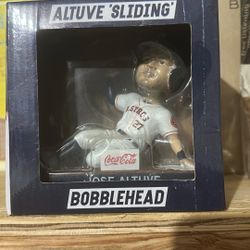 ALTUVE 'SLIDING'
ASTROS
27
Coca-Cola
JOSE ALTUVE
BOBBLEHEAD